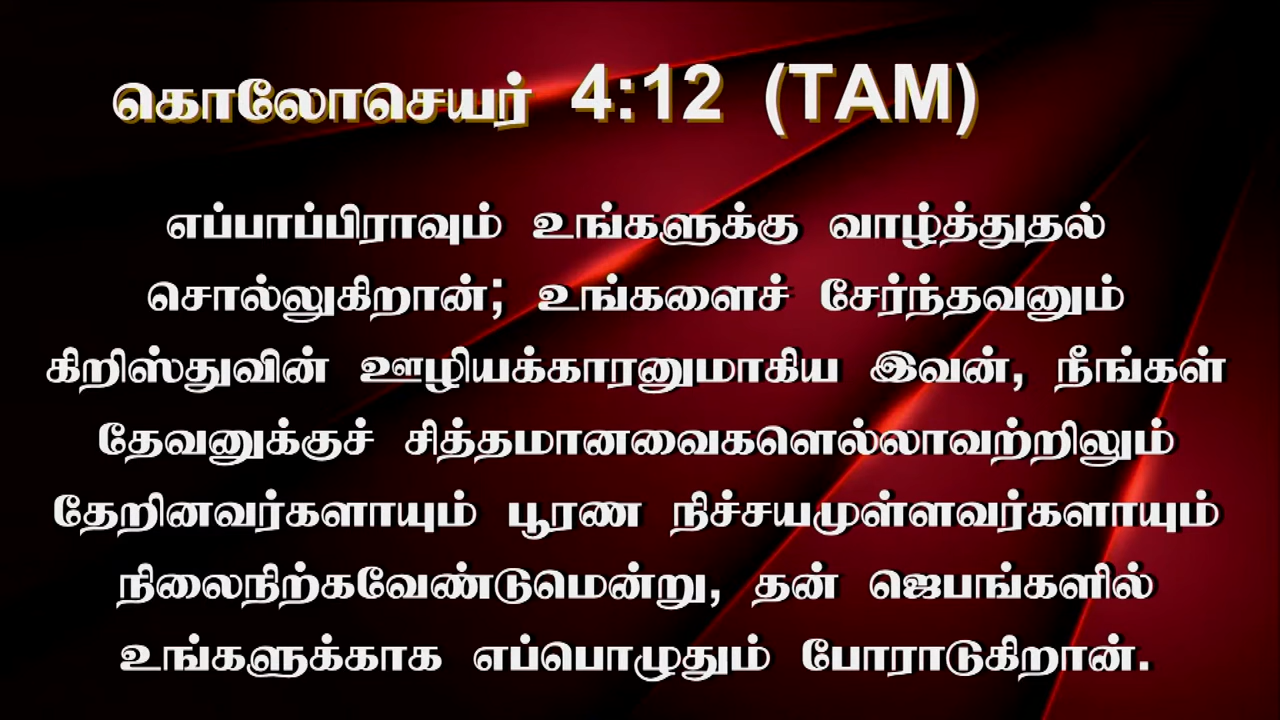 கொலோசெயர் 4:12 (TAM)
எப்பாப்பிராவும் உங்களுக்கு வாழ்த்துதல்
சொல்லுகிறான்; உங்களைச் சேர்ந்தவனும்
கிறிஸ்துவின் ஊழியக்காரனுமாகிய இவன், நீங்கள்
தேவனுக்குச் சித்தமானவைகளெல்லாவற்றிலும்
தேறினவர்களாயும் பூரண நிச்சயமுள்ளவர்களாயும்
நிலைநிற்கவேண்டுமென்று, தன் ஜெபங்களில்
உங்களுக்காக எப்பொழுதும் போராடுகிறான்.